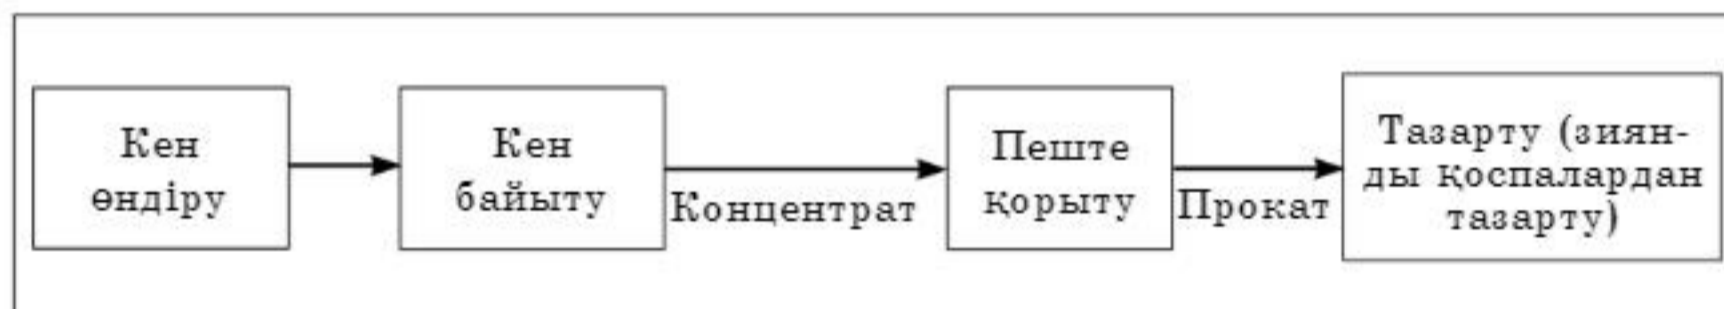 Кен
өндіру
Кен
байыту
Концентрат
Пеште
қорыту
Прокат
Тазарту (зиян-
ды қоспалардан
тазарту)